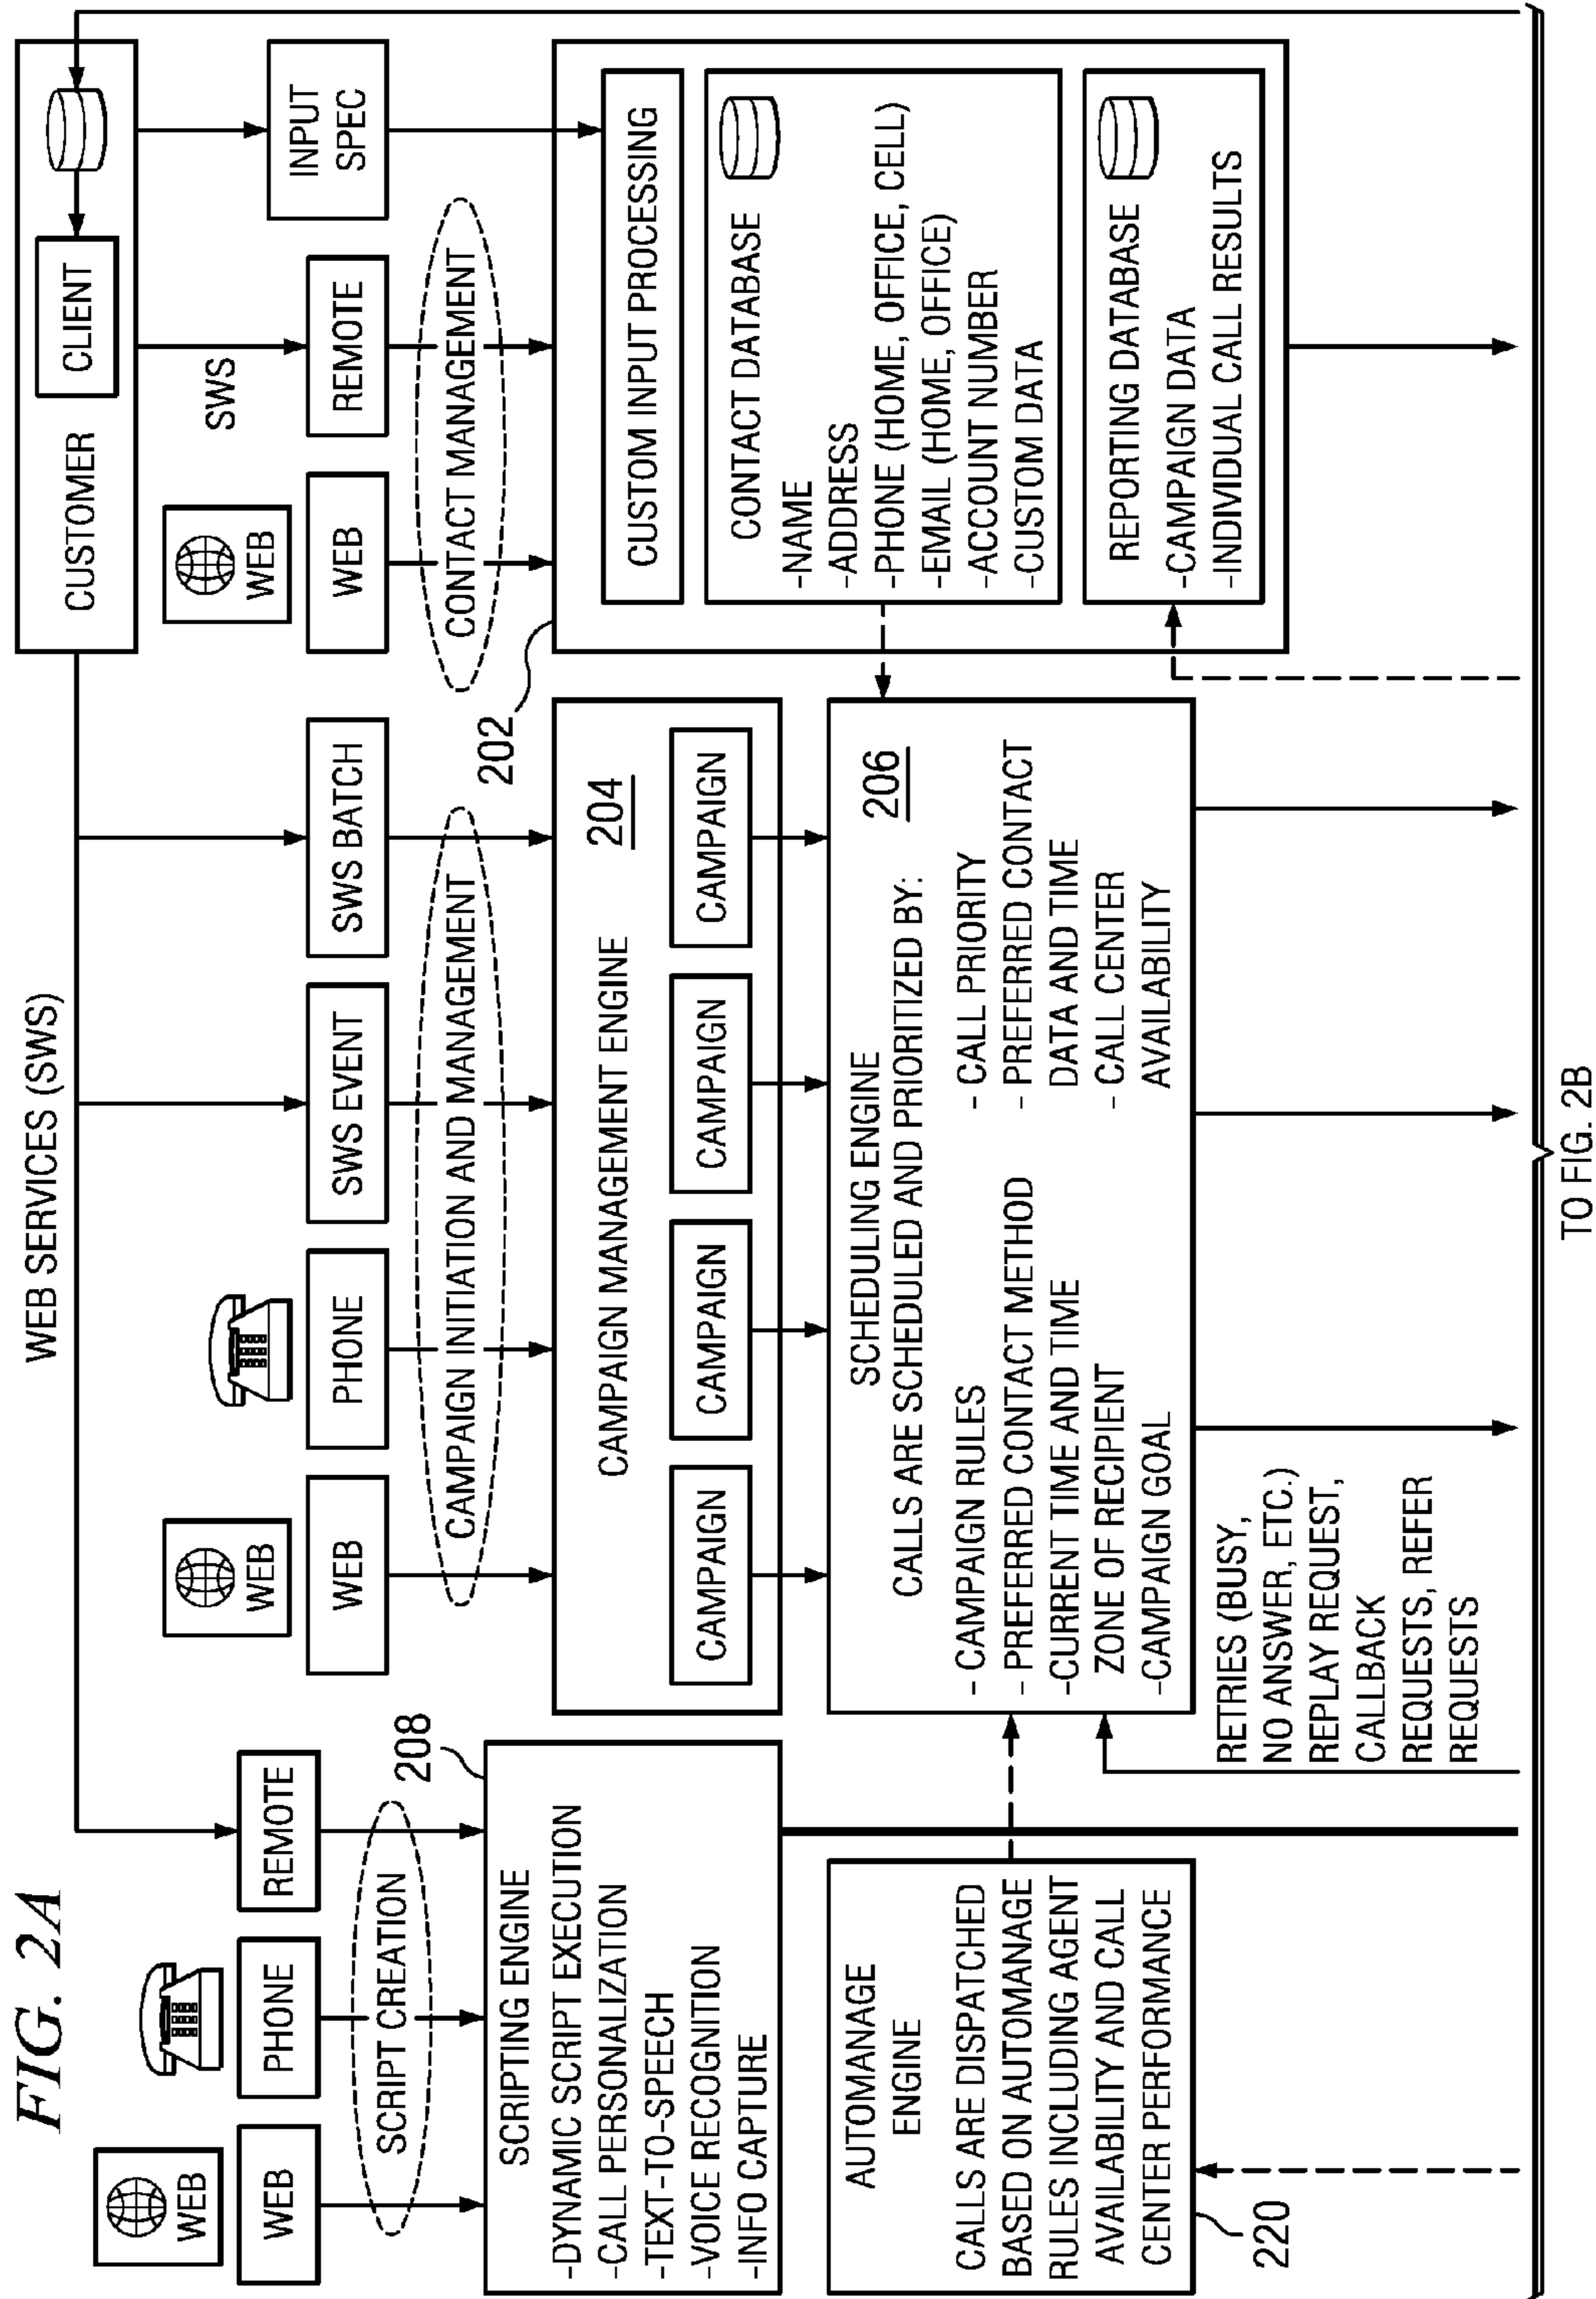 FIG. 2A
WEB SERVICES (SWS)
CUSTOMER
CLIENT
WEB
WEB
PHONE
REMOTE
SCRIPT CREATION
WEB
WEB
PHONE
SWS EVENT
SWS BATCH
CAMPAIGN INITIATION AND MANAGEMENT
WEB
WEB
SWS
REMOTE
INPUT
SPEC
CONTACT MANAGEMENT
208
SCRIPTING ENGINE
-DYNAMIC SCRIPT EXECUTION
-CALL PERSONALIZATION
-TEXT-TO-SPEECH
-VOICE RECOGNITION
-INFO CAPTURE
CAMPAIGN MANAGEMENT ENGINE
204
CAMPAIGN
CAMPAIGN
CAMPAIGN
CAMPAIGN
202
CUSTOM INPUT PROCESSING
CONTACT DATABASE
-NAME
-ADDRESS
-PHONE (HOME, OFFICE, CELL)
-EMAIL (HOME, OFFICE)
-ACCOUNT NUMBER
-CUSTOM DATA
REPORTING DATABASE
-CAMPAIGN DATA
-INDIVIDUAL CALL RESULTS
AUTOMANAGE
ENGINE
CALLS ARE DISPATCHED
BASED ON AUTOMANAGE
RULES INCLUDING AGENT
AVAILABILITY AND CALL
CENTER PERFORMANCE
220
SCHEDULING ENGINE
206
CALLS ARE SCHEDULED AND PRIORITIZED BY:
- CAMPAIGN RULES
- PREFERRED CONTACT METHOD
-CURRENT TIME AND TIME
ZONE OF RECIPIENT
-CAMPAIGN GOAL
- CALL PRIORITY
- PREFERRED CONTACT
DATA AND TIME
- CALL CENTER
AVAILABILITY
RETRIES (BUSY,
NO ANSWER, ETC.)
REPLAY REQUEST,
CALLBACK
REQUESTS, REFER
REQUESTS
TO FIG. 2B